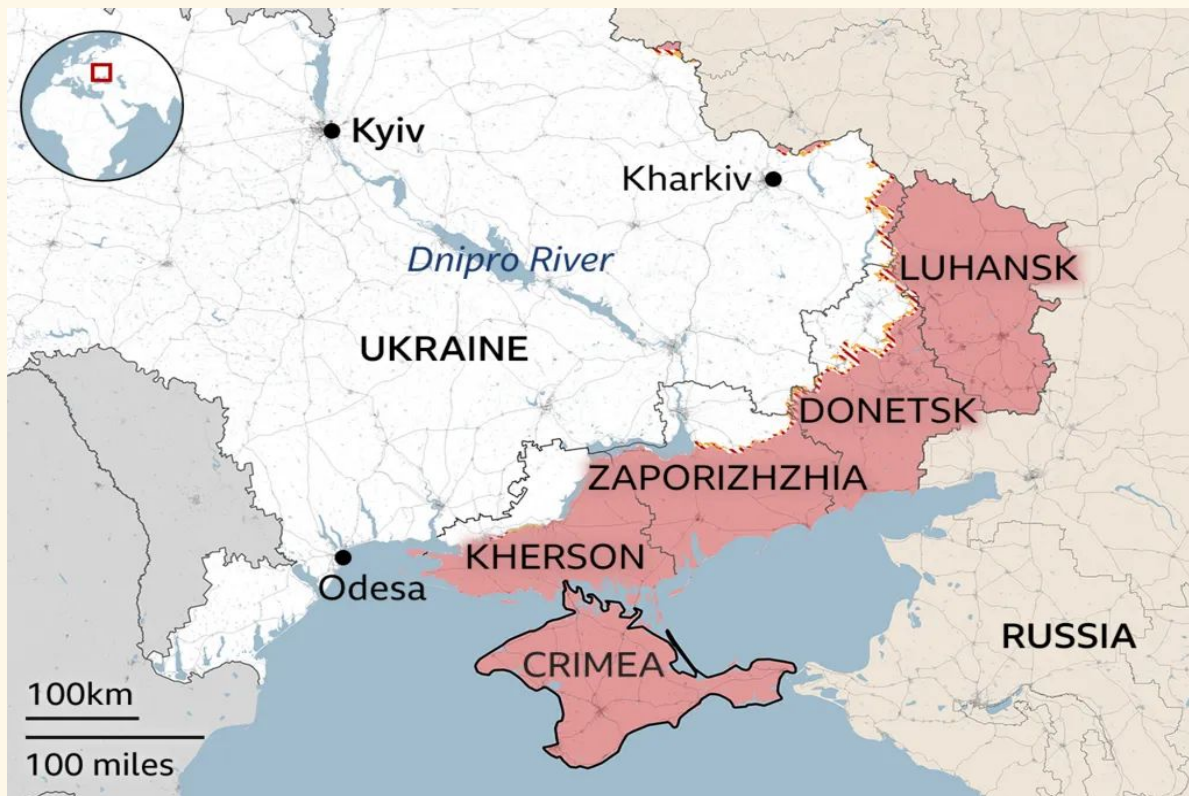 Kyiv
Kharkiv
Dnipro River
LUHANSK
UKRAINE
DONETSK
ZAPORIZHZHIA
KHERSON
Odesa
CRIMEA
RUSSIA
100km
100 miles